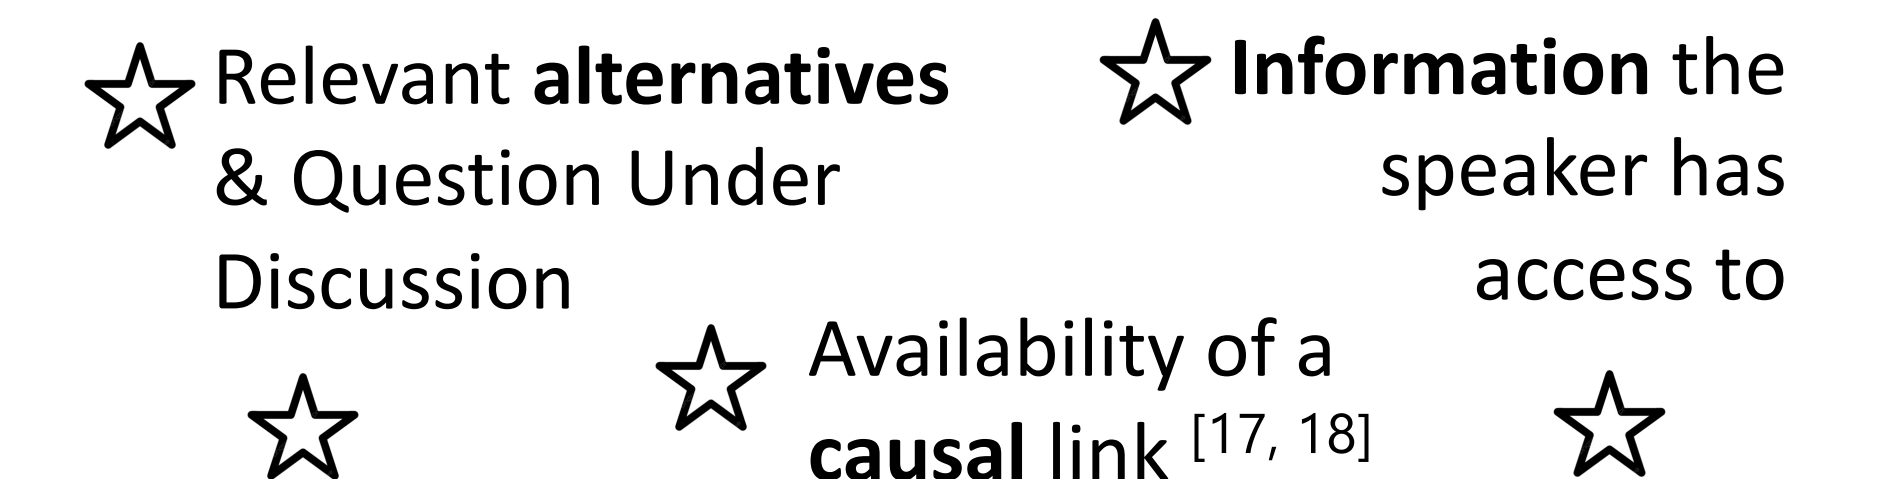 Relevant alternatives
& Question Under
Discussion
Information the
speaker has
access to
Availability of a
causal link [17, 18]